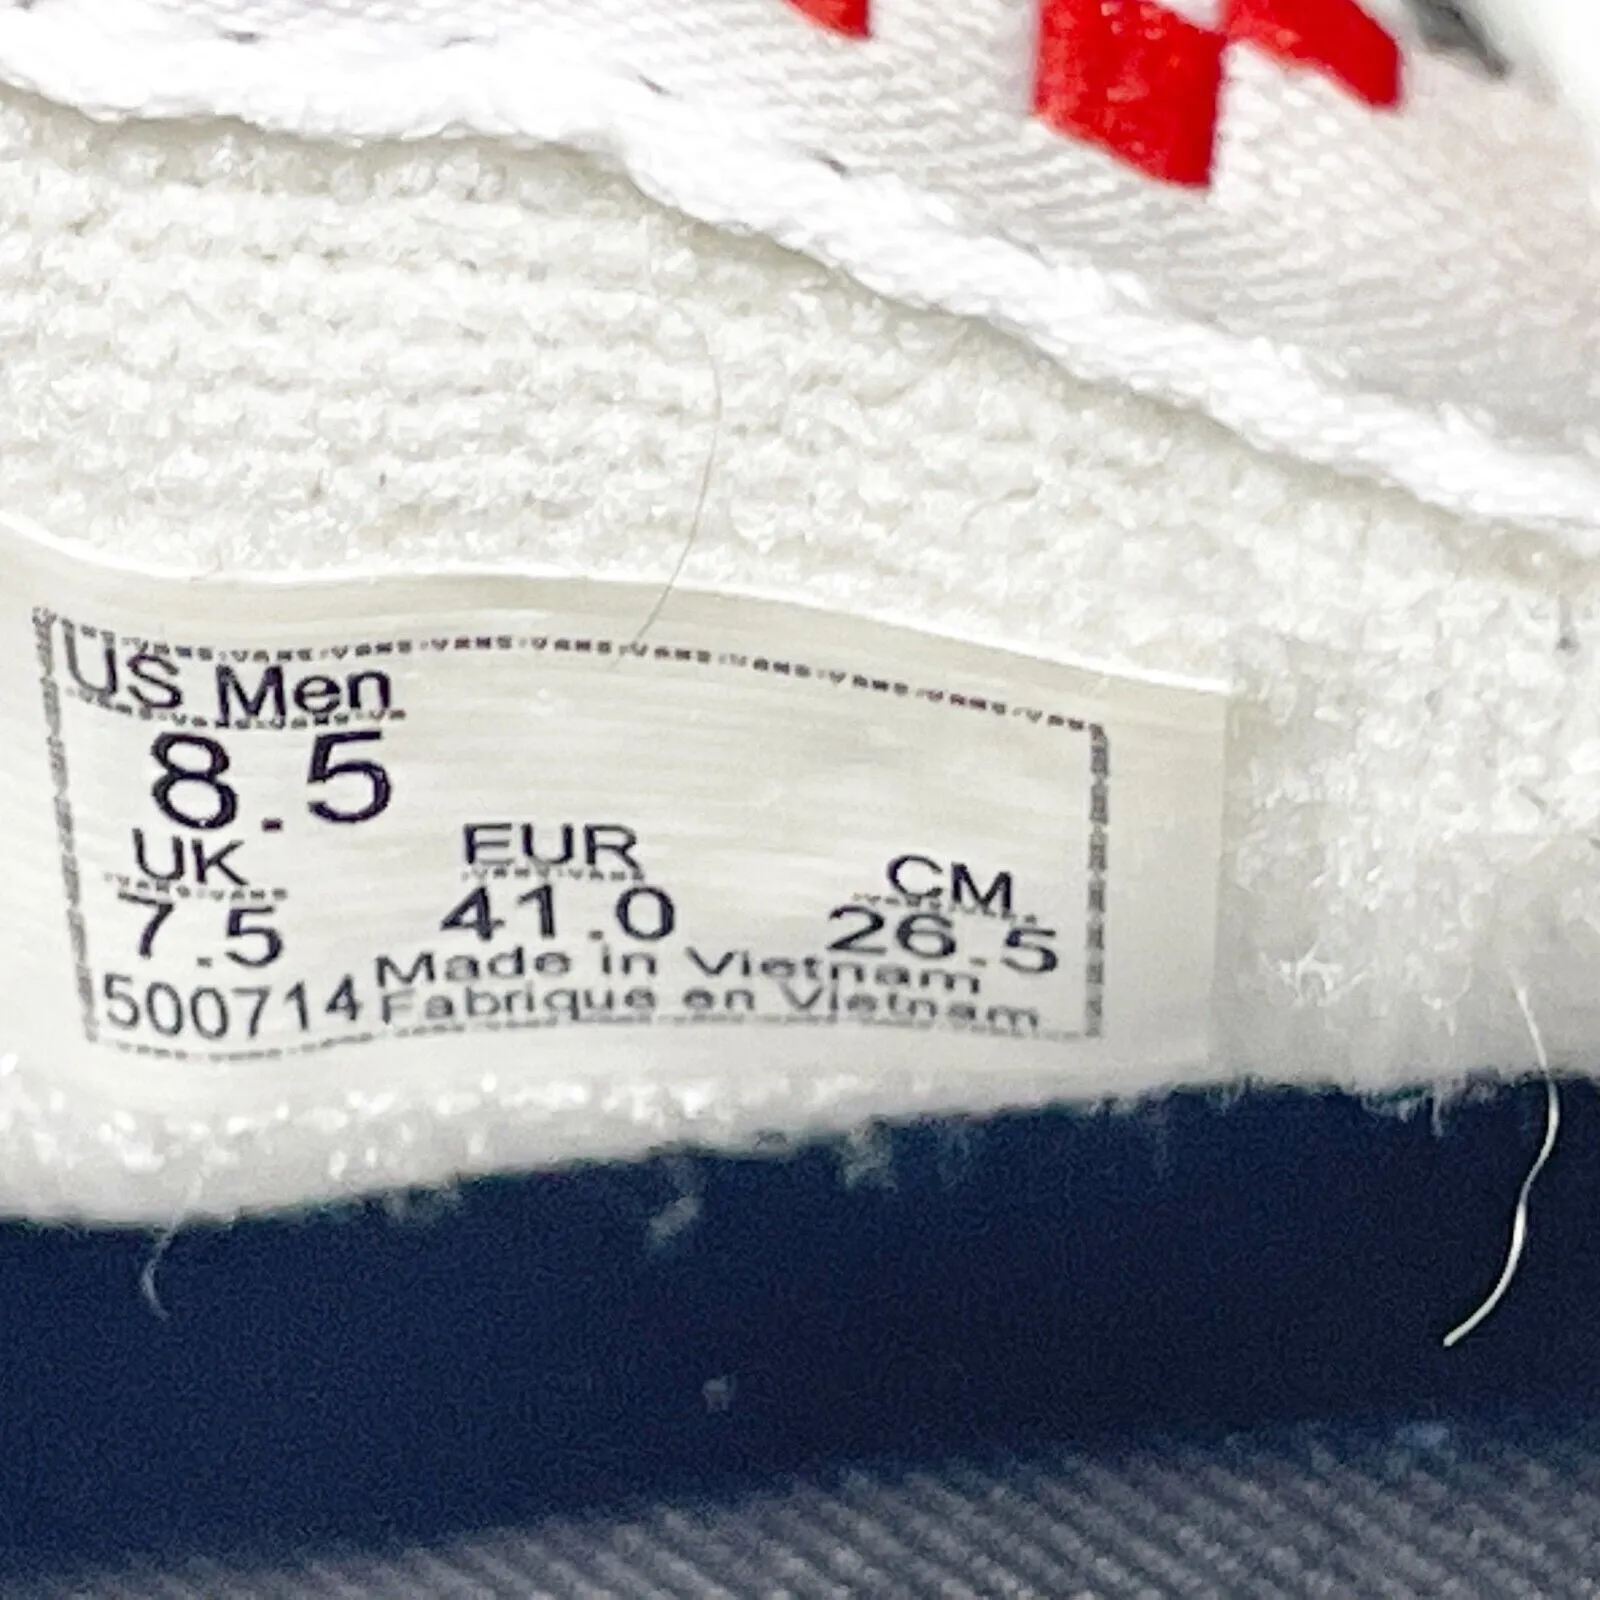 US Men
8.5
UK EUR CM
7.5 41.0 26.5
Made in Vietnam
500714 Fabrique en Vietnam